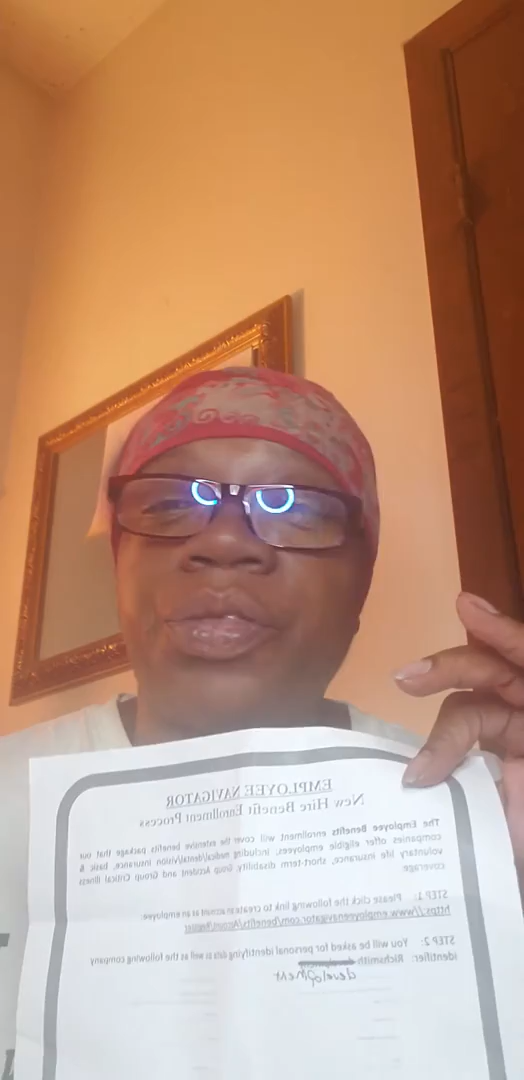 EMPLOYEE NAVIGATOR
New Hire Benefit Enrollment Process
The Employee Benefits enrollment will cover the extensive benefits package that our
companies offer eligible employees, including medical/dental/vision insurance, basic &
voluntary life insurance, short-term disability, Group Accident and Group Critical Illness
coverage.
STEP 1: Please click the following link to create an account as an employee:
https://www.employeenavigator.com/benefits/Account/Register
STEP 2: You will be asked for personal identifying data as well as the following company
identifier: Richsmith
development